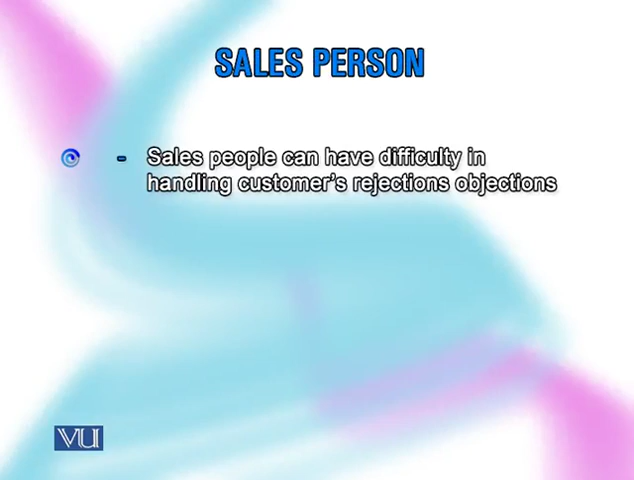 SALES PERSON
- Sales people can have difficulty in
handling customer's rejections objections
VU